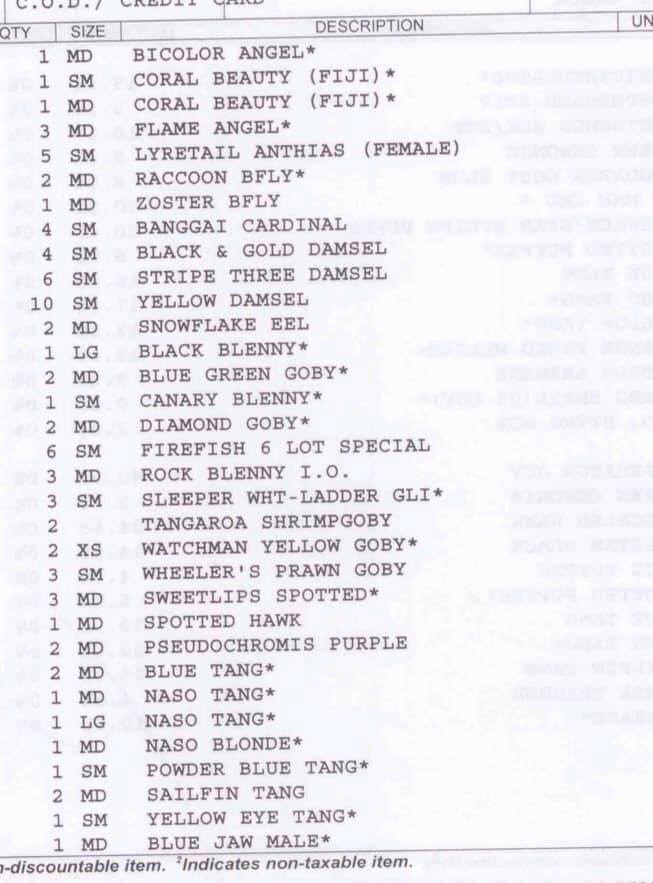 C.O.D./ CREDIT CARD
QTY SIZE DESCRIPTION UN
1 MD BICOLOR ANGEL*
1 SM CORAL BEAUTY (FIJI)*
1 MD CORAL BEAUTY (FIJI)*
3 MD FLAME ANGEL*
5 SM LYRETAIL ANTHIAS (FEMALE)
2 MD RACCOON BFLY*
1 MD ZOSTER BFLY
4 SM BANGGAI CARDINAL
4 SM BLACK & GOLD DAMSEL
6 SM STRIPE THREE DAMSEL
10 SM YELLOW DAMSEL
2 MD SNOWFLAKE EEL
1 LG BLACK BLENNY*
2 MD BLUE GREEN GOBY*
1 SM CANARY BLENNY*
2 MD DIAMOND GOBY*
6 SM FIREFISH 6 LOT SPECIAL
3 MD ROCK BLENNY I.O.
3 SM SLEEPER WHT-LADDER GLI*
2 TANGAROA SHRIMPGOBY
2 XS WATCHMAN YELLOW GOBY*
3 SM WHEELER'S PRAWN GOBY
3 MD SWEETLIPS SPOTTED*
1 MD SPOTTED HAWK
2 MD PSEUDOCHROMIS PURPLE
2 MD BLUE TANG*
1 MD NASO TANG*
1 LG NASO TANG*
1 MD NASO BLONDE*
1 SM POWDER BLUE TANG*
2 MD SAILFIN TANG
1 SM YELLOW EYE TANG*
1 MD BLUE JAW MALE*
n-discountable item. ²Indicates non-taxable item.